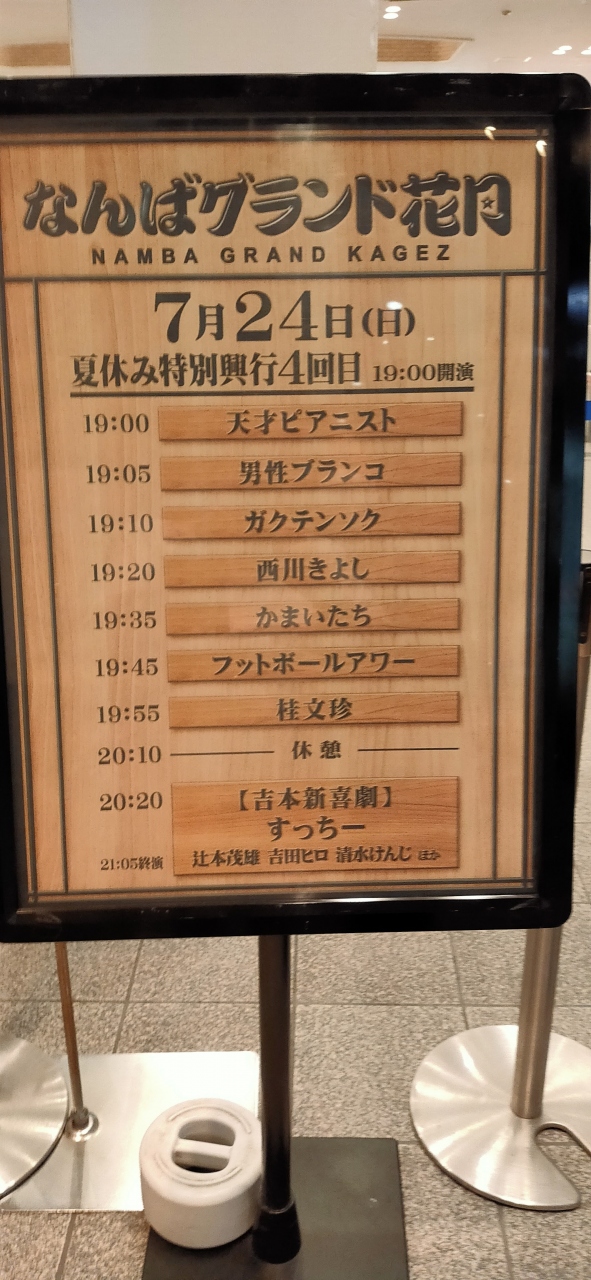 なんばグランド花月
NAMBA GRAND KAGEZ
7月24日(日)
夏休み特別興行4回目 19:00開演
19:00 天才ピアニスト
19:05 男性ブランコ
19:10 ガクテンソク
19:20 西川きよし
19:35 かまいたち
19:45 フットボールアワー
19:55 桂文珍
20:10 休憩
20:20 【吉本新喜劇】
すっちー
21:05終演 辻本茂雄 吉田ヒロ 清水けんじ ほか